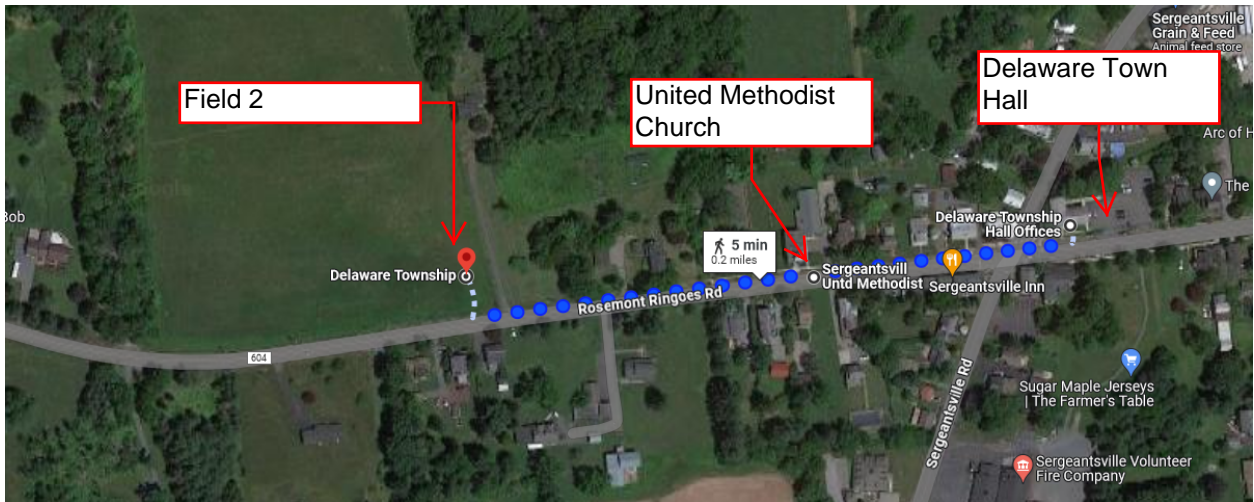 Sergeantsville
Grain & Feed
Animal feed store
Delaware Town
Hall
Field 2
United Methodist
Church
Arc of H
The
Bob
Delaware Township
Hall Offices
5 min
0.2 miles
Delaware Township
Sergeantsvill
Untd Methodist
Sergeantsville Inn
Rosemont Ringoes Rd
604
Sergeantsville Rd
Sugar Maple Jerseys
| The Farmer's Table
Sergeantsville Volunteer
Fire Company